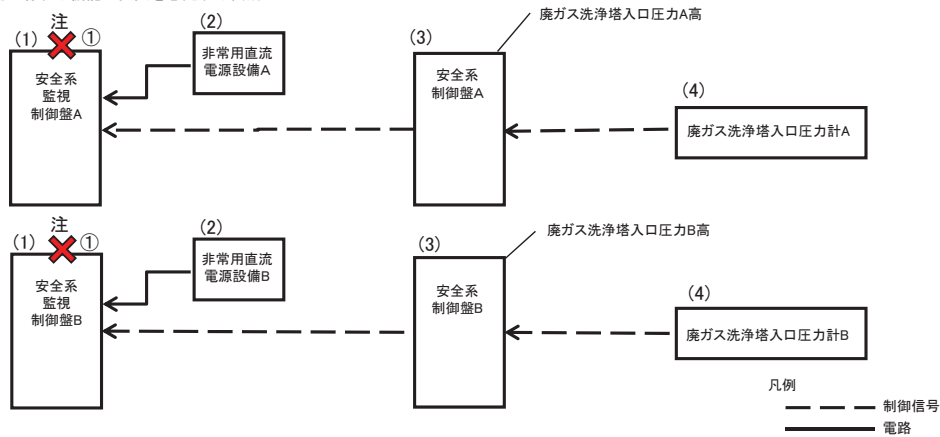 廃ガス洗浄塔入口圧力A高
注
(1)
①
(2)
(3)
(4)
安全系
監視
制御盤A
非常用直流
電源設備A
安全系
制御盤A
廃ガス洗浄塔入口圧力計A
注
(1)
①
(2)
(3)
廃ガス洗浄塔入口圧力B高
(4)
安全系
監視
制御盤B
非常用直流
電源設備B
安全系
制御盤B
廃ガス洗浄塔入口圧力計B
凡例
制御信号
電路